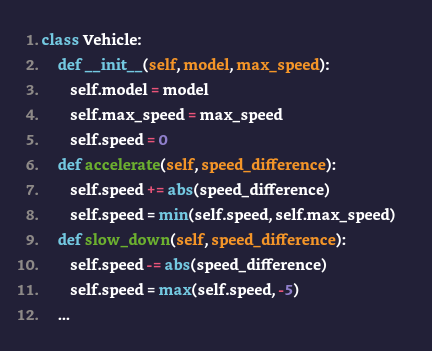 1. class Vehicle:
2.     def __init__(self, model, max_speed):
3.         self.model = model
4.         self.max_speed = max_speed
5.         self.speed = 0
6.     def accelerate(self, speed_difference):
7.         self.speed += abs(speed_difference)
8.         self.speed = min(self.speed, self.max_speed)
9.     def slow_down(self, speed_difference):
10.         self.speed -= abs(speed_difference)
11.         self.speed = max(self.speed, -5)
12.     ...